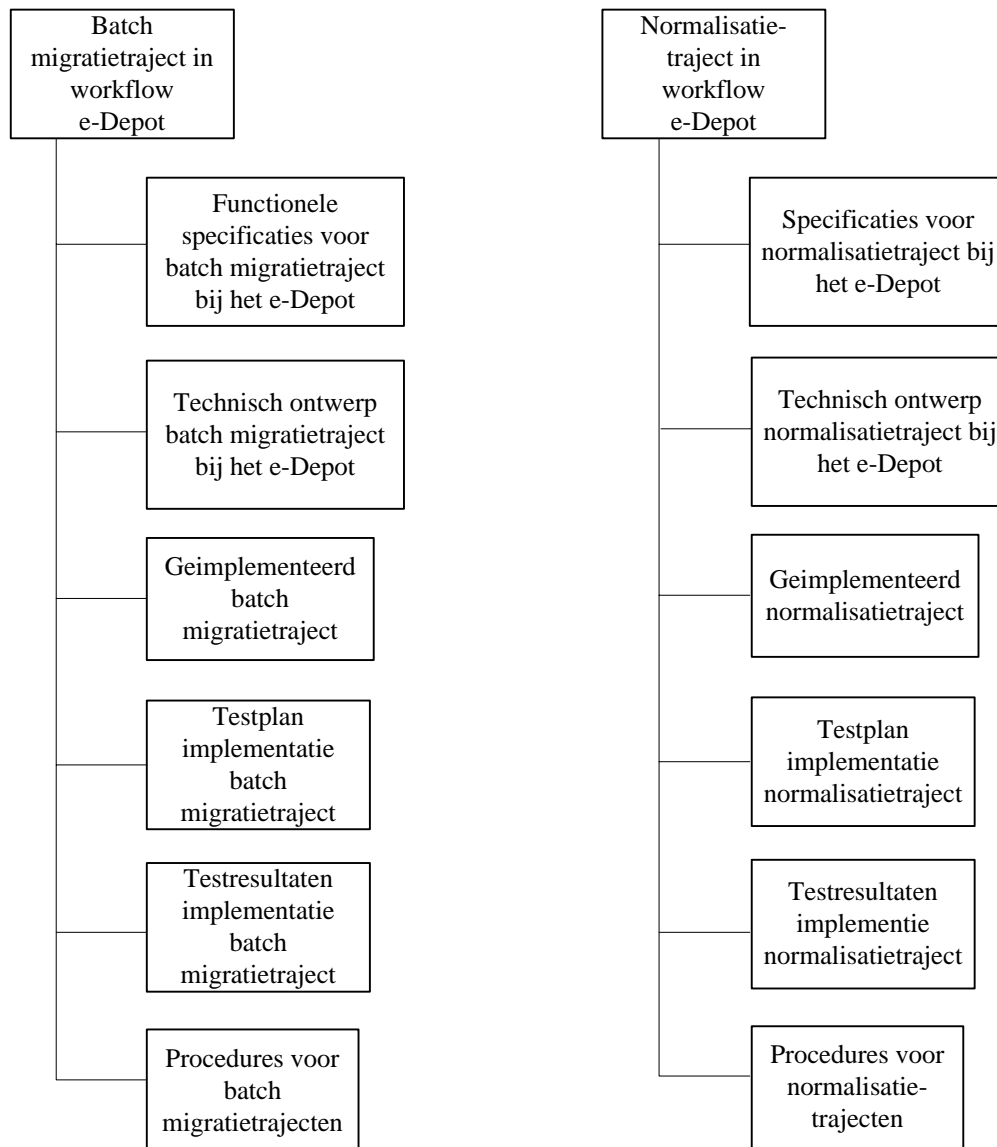 Batch
migratietraject in
workflow
e-Depot
Functionele
specificaties voor
batch migratietraject
bij het e-Depot
Technisch ontwerp
batch migratietraject
bij het e-Depot
Geimplementeerd
batch
migratietraject
Testplan
implementatie
batch
migratietraject
Testresultaten
implementatie
batch
migratietraject
Procedures voor
batch
migratietrajecten
Normalisatie-
traject in
workflow
e-Depot
Specificaties voor
normalisatietraject bij
het e-Depot
Technisch ontwerp
normalisatietraject bij
het e-Depot
Geimplementeerd
normalisatietraject
Testplan
implementatie
normalisatietraject
Testresultaten
implementie
normalisatietraject
Procedures voor
normalisatie-
trajecten